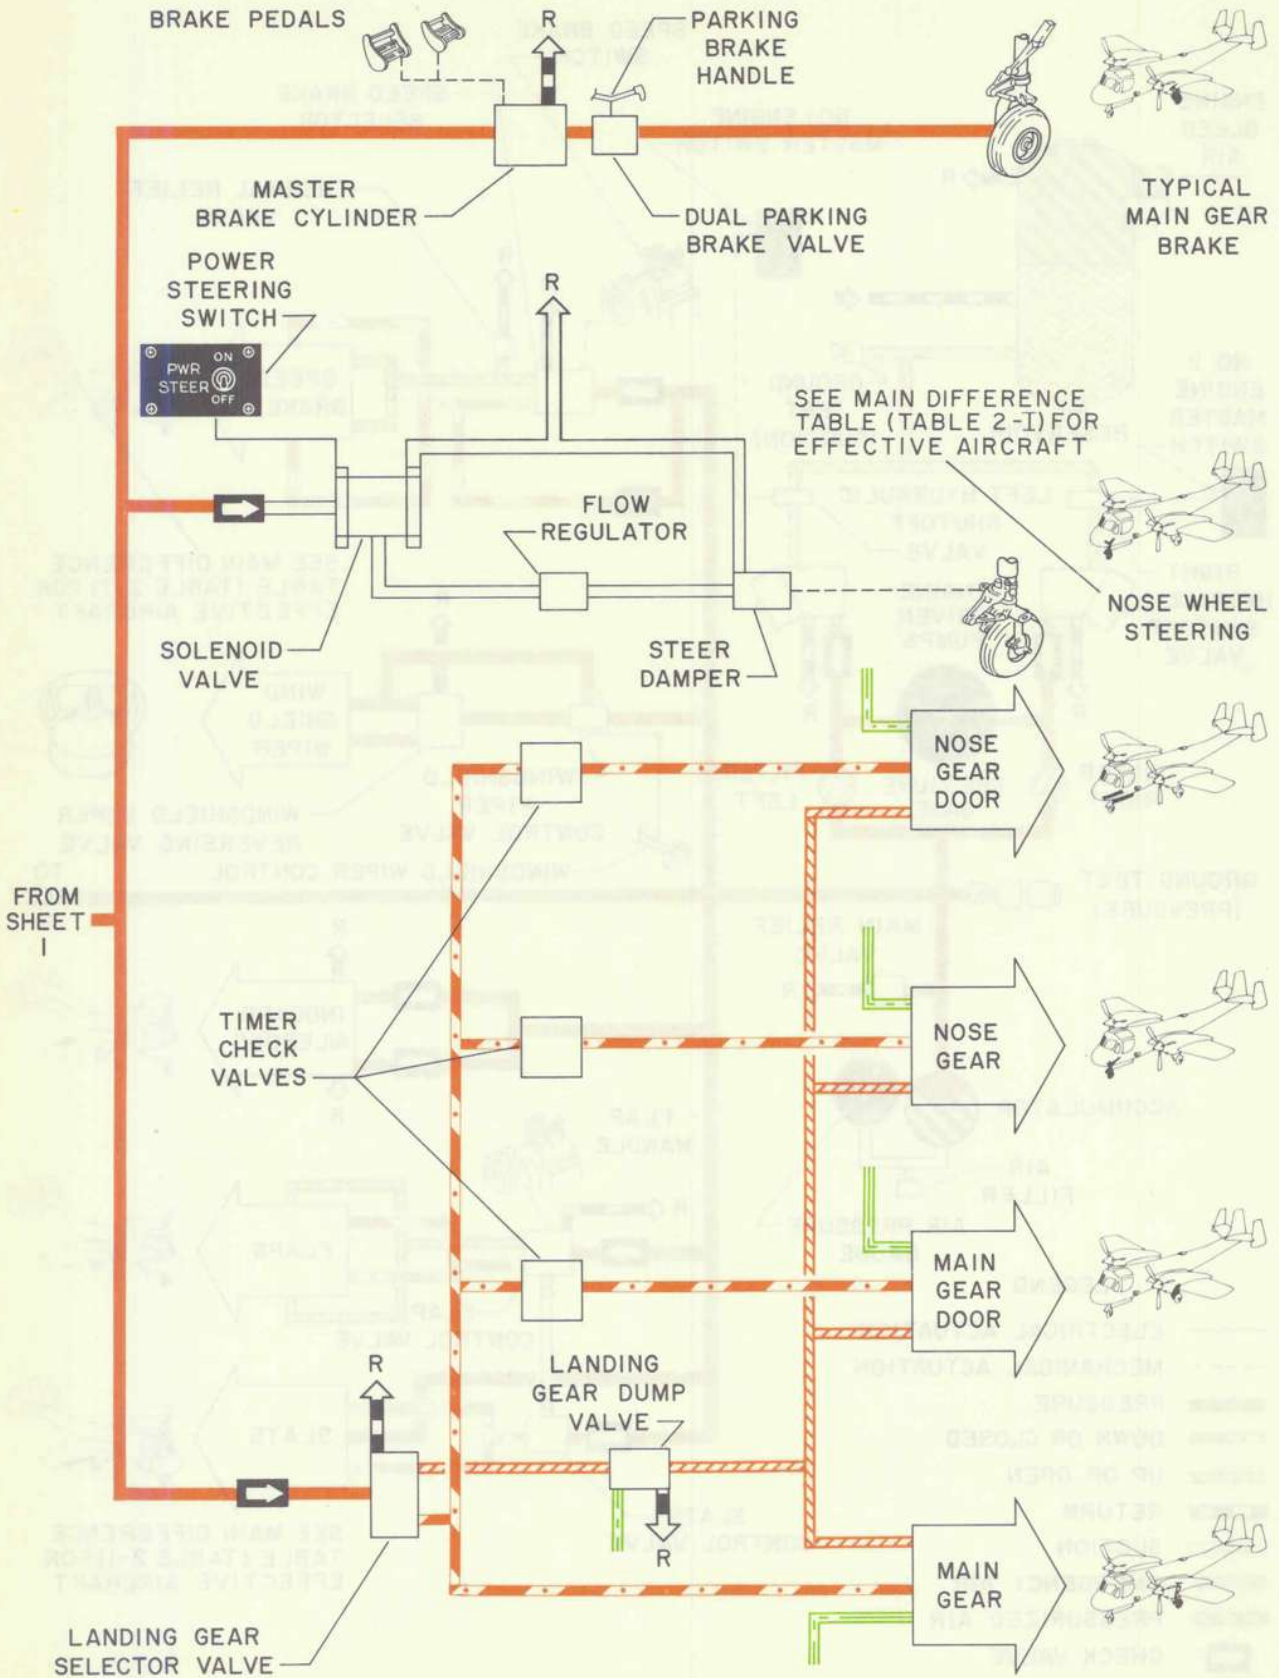 BRAKE PEDALS
R
PARKING
BRAKE
HANDLE
MASTER
BRAKE CYLINDER
DUAL PARKING
BRAKE VALVE
TYPICAL
MAIN GEAR
BRAKE
POWER
STEERING
SWITCH
R
PWR
STEER
ON
OFF
SEE MAIN DIFFERENCE
TABLE (TABLE 2-I) FOR
EFFECTIVE AIRCRAFT
FLOW
REGULATOR
SOLENOID
VALVE
STEER
DAMPER
NOSE WHEEL
STEERING
NOSE
GEAR
DOOR
FROM
SHEET
I
TIMER
CHECK
VALVES
NOSE
GEAR
MAIN
GEAR
DOOR
R
LANDING
GEAR DUMP
VALVE
R
MAIN
GEAR
LANDING GEAR
SELECTOR VALVE